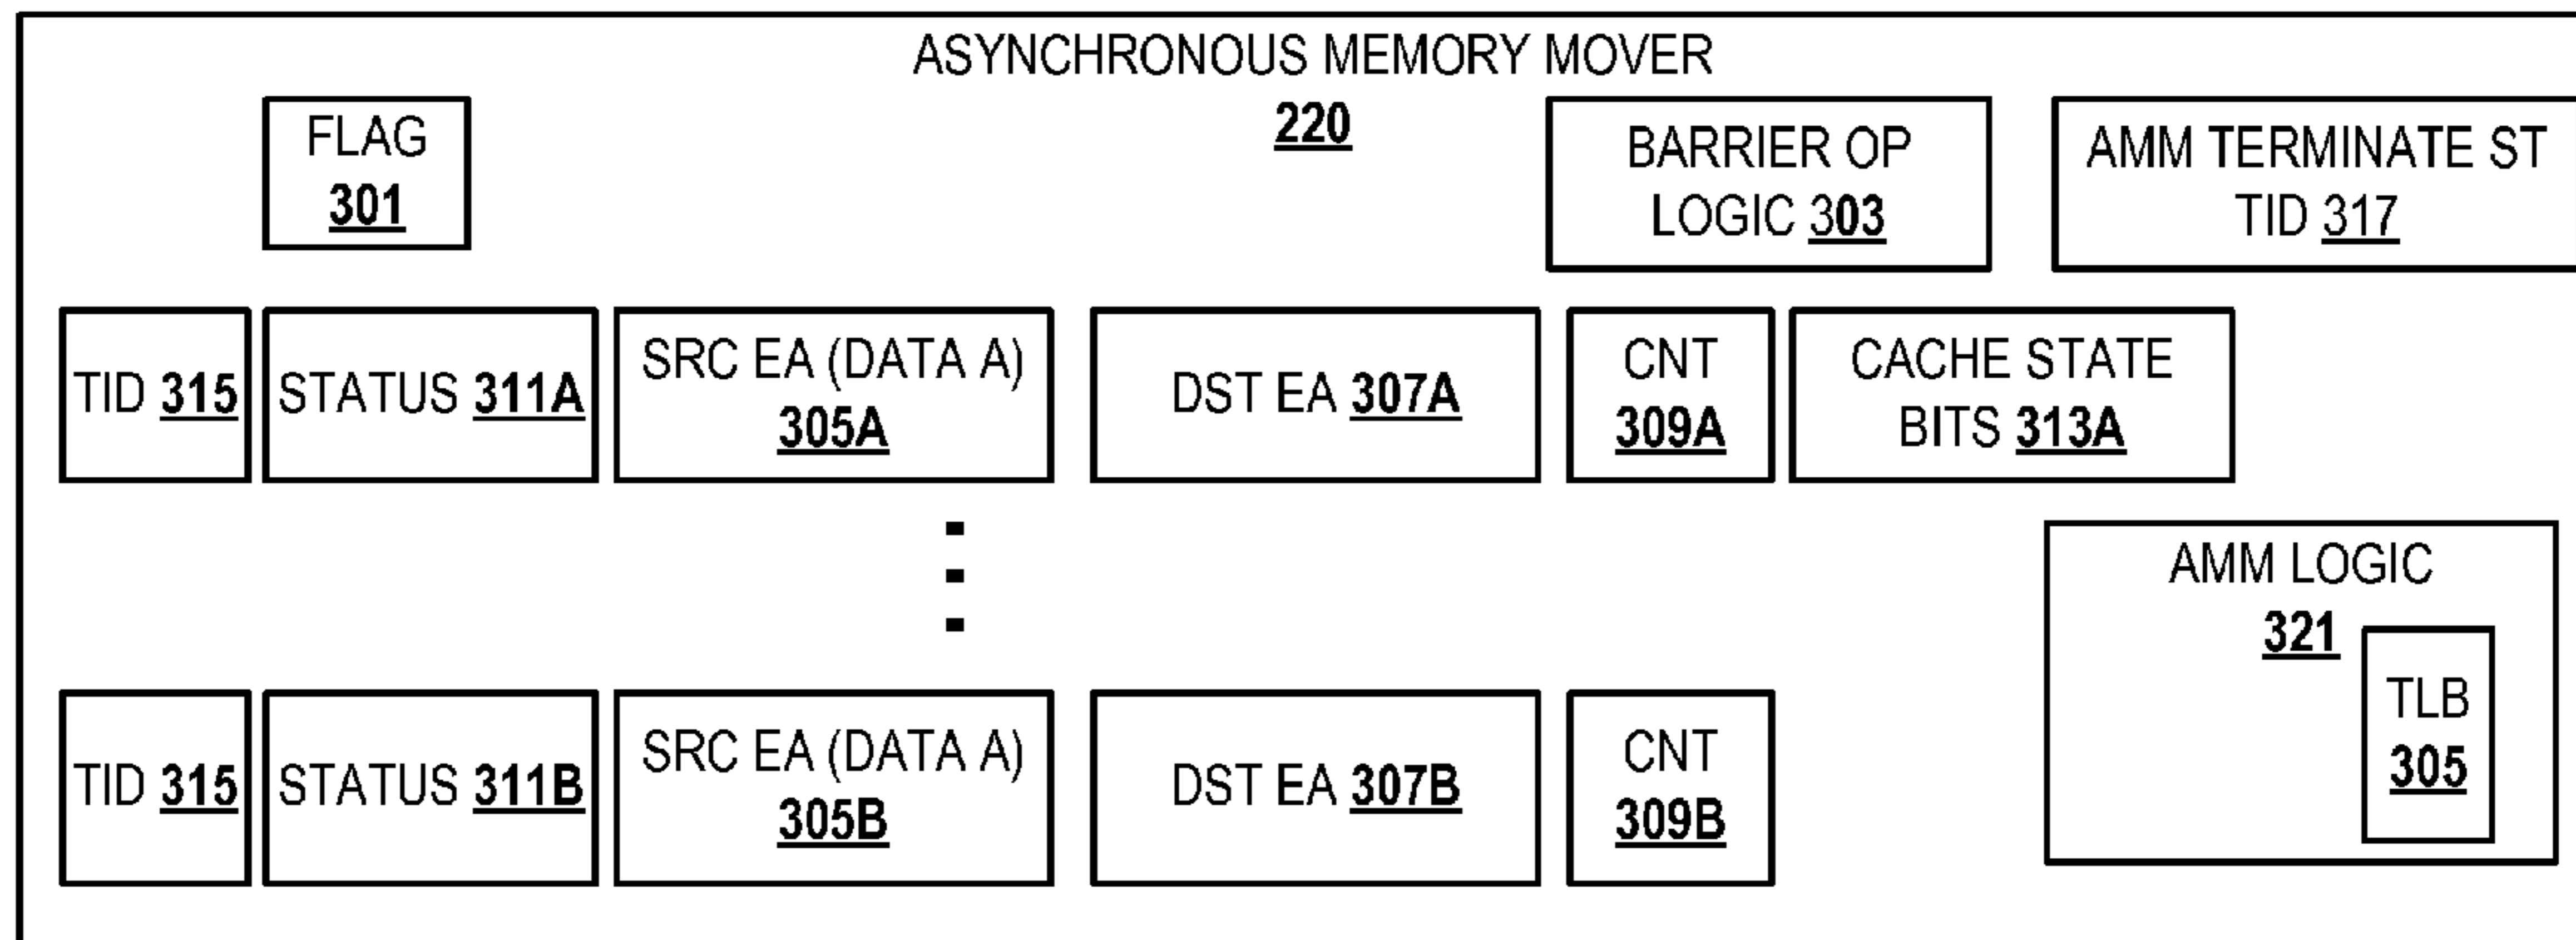 ASYNCHRONOUS MEMORY MOVER
220
FLAG
301
BARRIER OP
LOGIC 303
AMM TERMINATE ST
TID 317
TID 315
STATUS 311A
SRC EA (DATA A)
305A
DST EA 307A
CNT
309A
CACHE STATE
BITS 313A
AMM LOGIC
321
TLB
305
TID 315
STATUS 311B
SRC EA (DATA A)
305B
DST EA 307B
CNT
309B